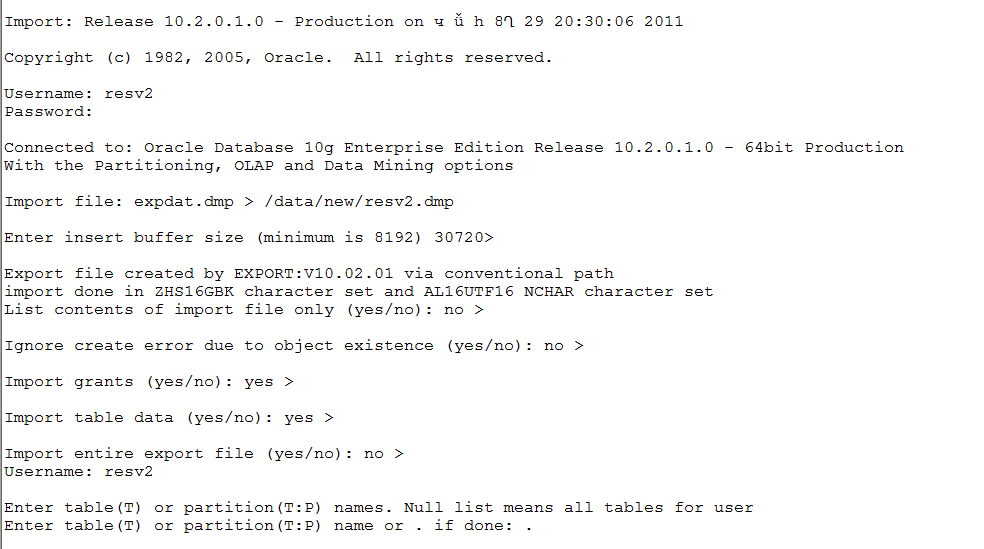 Import: Release 10.2.0.1.0 - Production on 29 20:30:06 2011
Copyright (c) 1982, 2005, Oracle.  All rights reserved.
Username: resv2
Password:
Connected to: Oracle Database 10g Enterprise Edition Release 10.2.0.1.0 - 64bit Production
With the Partitioning, OLAP and Data Mining options
Import file: expdat.dmp > /data/new/resv2.dmp
Enter insert buffer size (minimum is 8192) 30720>
Export file created by EXPORT:V10.02.01 via conventional path
import done in ZHS16GBK character set and AL16UTF16 NCHAR character set
List contents of import file only (yes/no): no >
Ignore create error due to object existence (yes/no): no >
Import grants (yes/no): yes >
Import table data (yes/no): yes >
Import entire export file (yes/no): no >
Username: resv2
Enter table(T) or partition(T:P) names. Null list means all tables for user
Enter table(T) or partition(T:P) name or . if done: .